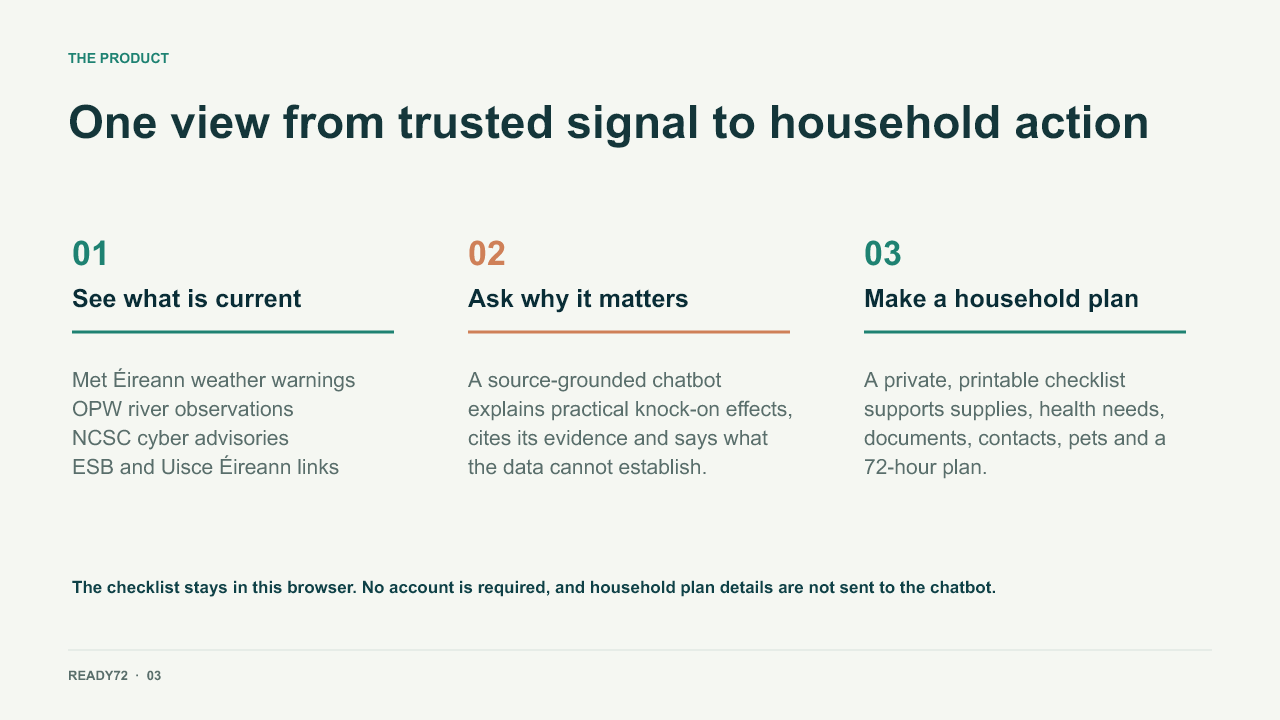 THE PRODUCT
One view from trusted signal to household action
01
See what is current
Met Éireann weather warnings
OPW river observations
NCSC cyber advisories
ESB and Uisce Éireann links
02
Ask why it matters
A source-grounded chatbot
explains practical knock-on effects,
cites its evidence and says what
the data cannot establish.
03
Make a household plan
A private, printable checklist
supports supplies, health needs,
documents, contacts, pets and a
72-hour plan.
The checklist stays in this browser. No account is required, and household plan details are not sent to the chatbot.
READY72 · 03